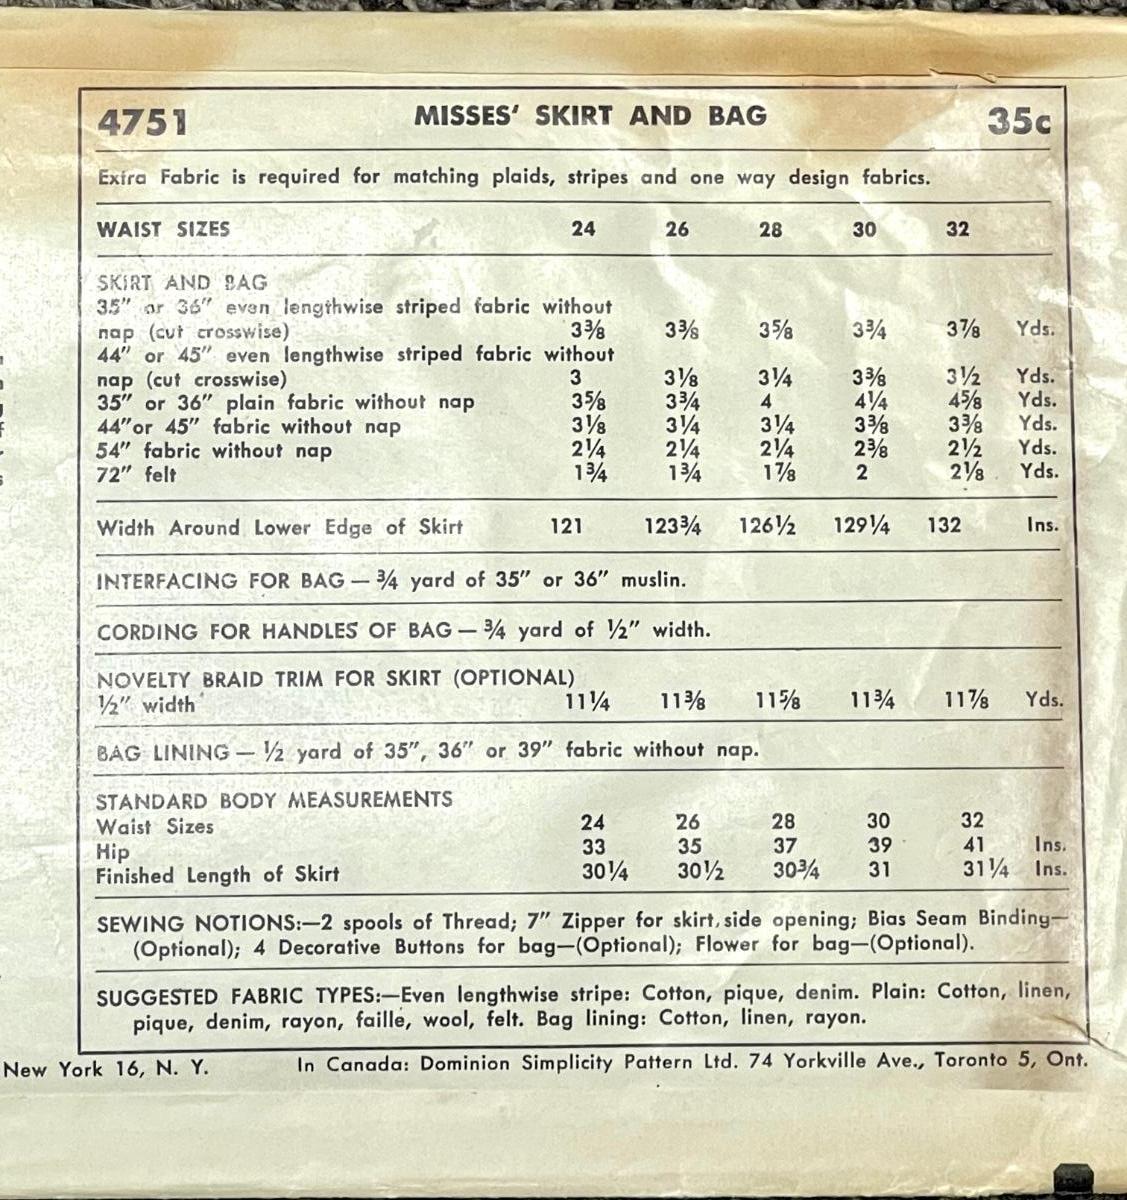 4751 MISSES' SKIRT AND BAG 35c
Extra Fabric is required for matching plaids, stripes and one way design fabrics.
WAIST SIZES 24 26 28 30 32
SKIRT AND BAG
35" or 36" even lengthwise striped fabric without
nap (cut crosswise) 3⅜ 3⅜ 3⅝ 3¾ 3⅞ Yds.
44" or 45" even lengthwise striped fabric without
nap (cut crosswise) 3 3⅛ 3¼ 3⅜ 3½ Yds.
35" or 36" plain fabric without nap 3⅝ 3¾ 4 4¼ 4⅝ Yds.
44"or 45" fabric without nap 3⅛ 3¼ 3¼ 3⅜ 3⅜ Yds.
54" fabric without nap 2¼ 2¼ 2¼ 2⅜ 2½ Yds.
72" felt 1¾ 1¾ 1⅞ 2 2⅛ Yds.
Width Around Lower Edge of Skirt 121 123¾ 126½ 129¼ 132 Ins.
INTERFACING FOR BAG — ¾ yard of 35" or 36" muslin.
CORDING FOR HANDLES OF BAG — ¾ yard of ½" width.
NOVELTY BRAID TRIM FOR SKIRT (OPTIONAL)
½" width 11¼ 11⅜ 11⅝ 11¾ 11⅞ Yds.
BAG LINING — ½ yard of 35", 36" or 39" fabric without nap.
STANDARD BODY MEASUREMENTS
Waist Sizes 24 26 28 30 32
Hip 33 35 37 39 41 Ins.
Finished Length of Skirt 30¼ 30½ 30¾ 31 31¼ Ins.
SEWING NOTIONS:—2 spools of Thread; 7" Zipper for skirt side opening; Bias Seam Binding—
(Optional); 4 Decorative Buttons for bag—(Optional); Flower for bag—(Optional).
SUGGESTED FABRIC TYPES:—Even lengthwise stripe: Cotton, pique, denim. Plain: Cotton, linen,
pique, denim, rayon, faille, wool, felt. Bag lining: Cotton, linen, rayon.
New York 16, N. Y. In Canada: Dominion Simplicity Pattern Ltd. 74 Yorkville Ave., Toronto 5, Ont.